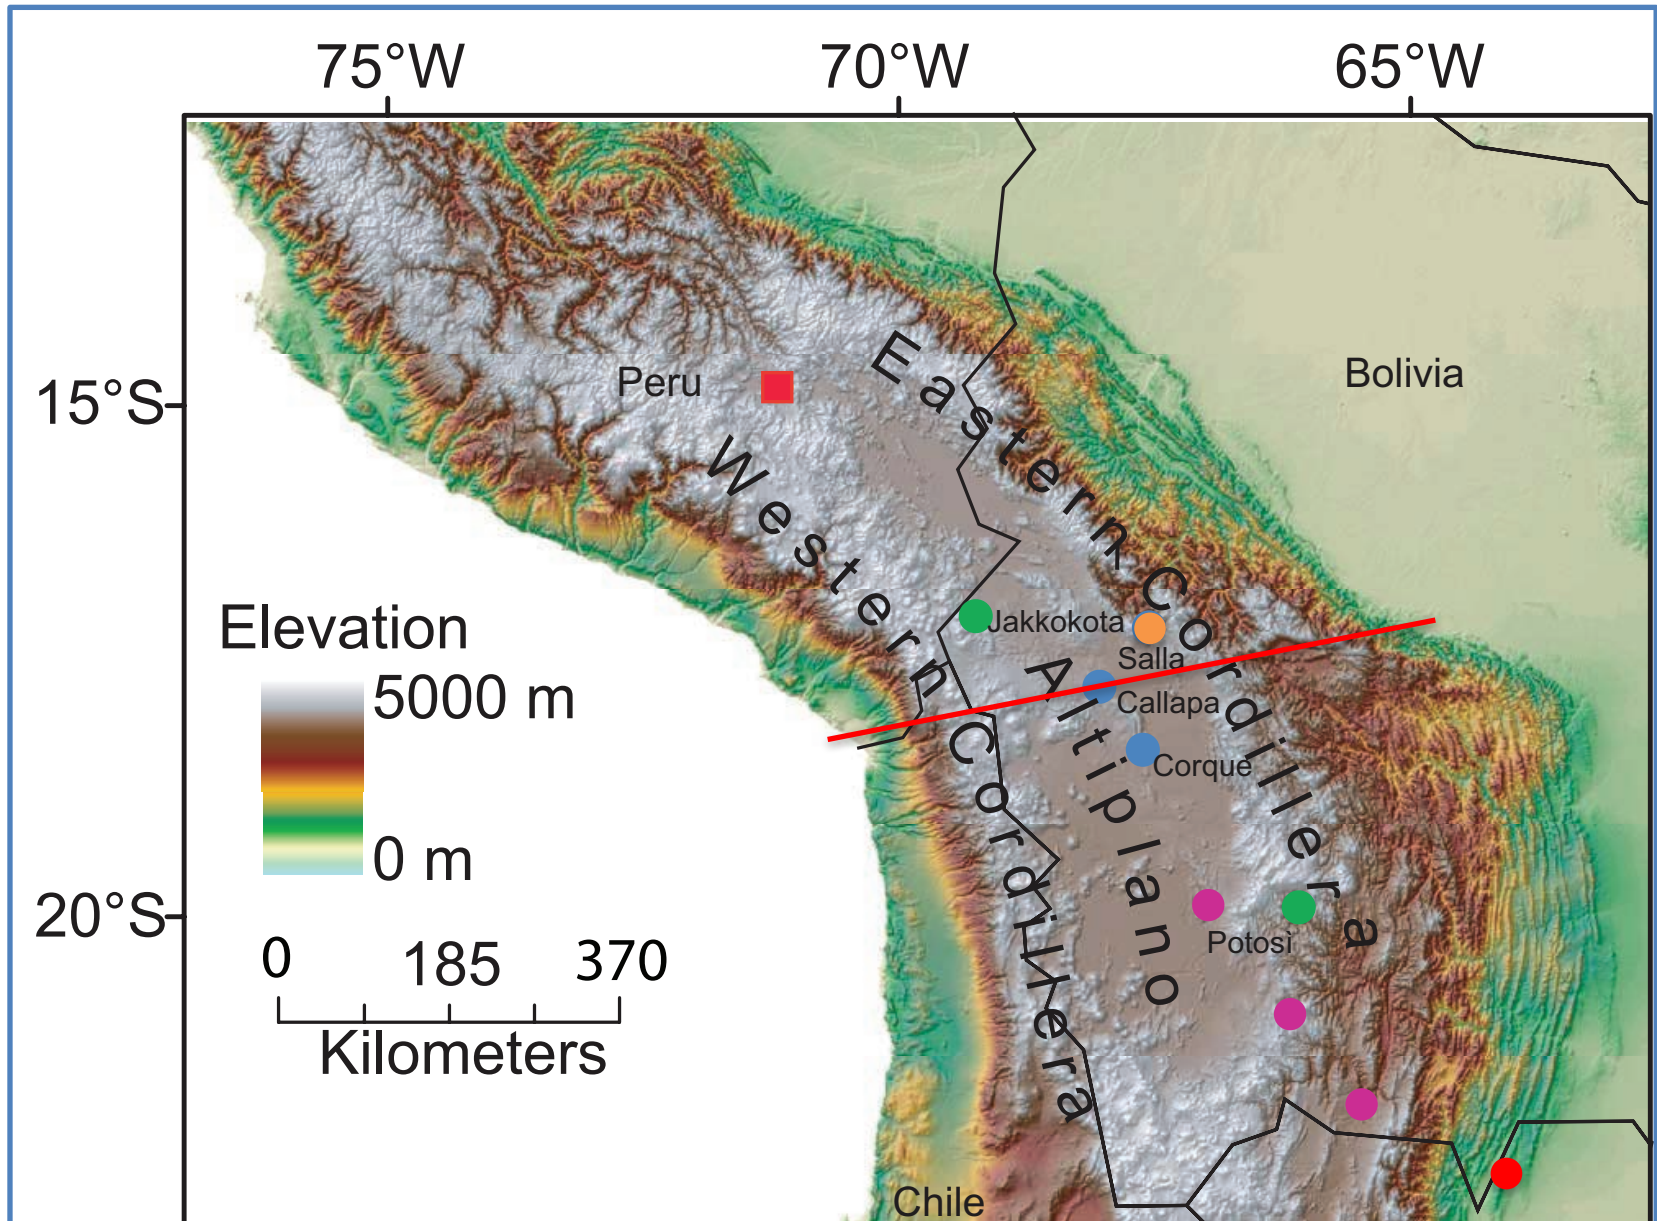 75°W
70°W
65°W
15°S
20°S
Peru
Bolivia
Eastern Cordillera
Western Cordillera
Altiplano
Jakkokota
Salla
Callapa
Corque
Potosi
Elevation
5000 m
0 m
0 185 370
Kilometers
Chile